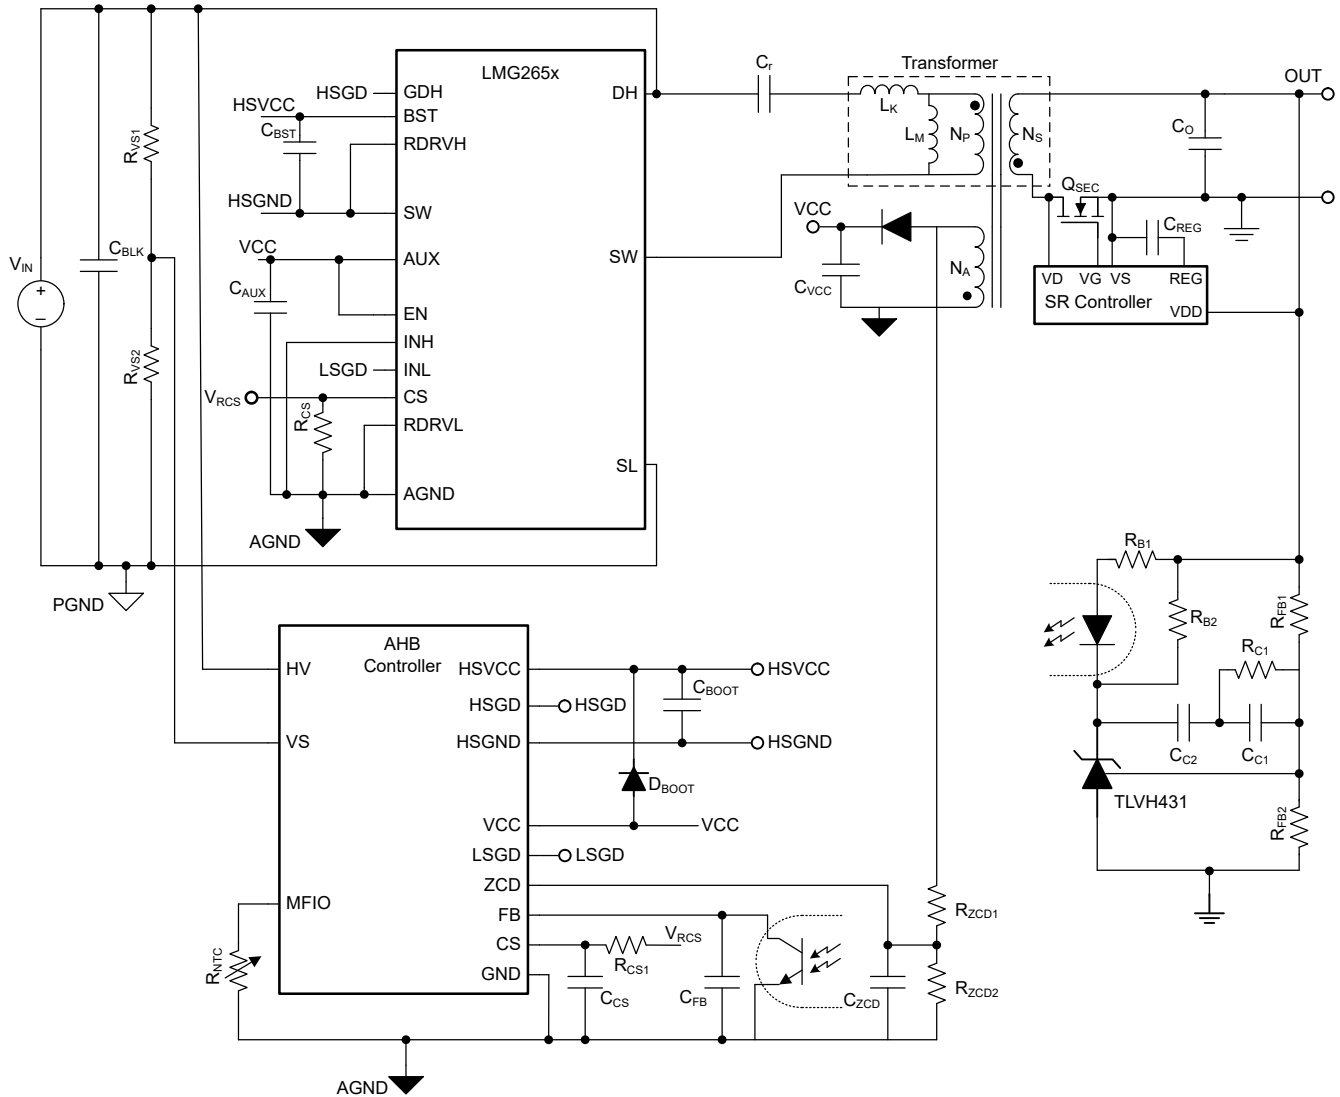 LMG265x
GDH
BST
RDRVH
SW
AUX
EN
INH
INL
CS
RDRVL
AGND
DH
SW
SL
HSGD
HSVCC
CBST
HSGND
VCC
CAUX
LSGD
VRCS
RCS
AGND
VIN
+
–
CBLK
RVS1
RVS2
PGND
Cr
Transformer
LK
LM
NP
NS
NA
VCC
CVCC
OUT
CO
QSEC
CREG
VD
VG
VS
REG
SR Controller
VDD
RB1
RB2
RFB1
RC1
CC2
CC1
TLVH431
RFB2
AHB
Controller
HV
VS
MFIO
HSVCC
HSGD
HSGND
VCC
LSGD
ZCD
FB
CS
GND
HSVCC
CBOOT
HSGD
HSGND
DBOOT
VCC
LSGD
VRCS
RCS1
CCS
CFB
CZCD
RZCD1
RZCD2
RNTC
AGND